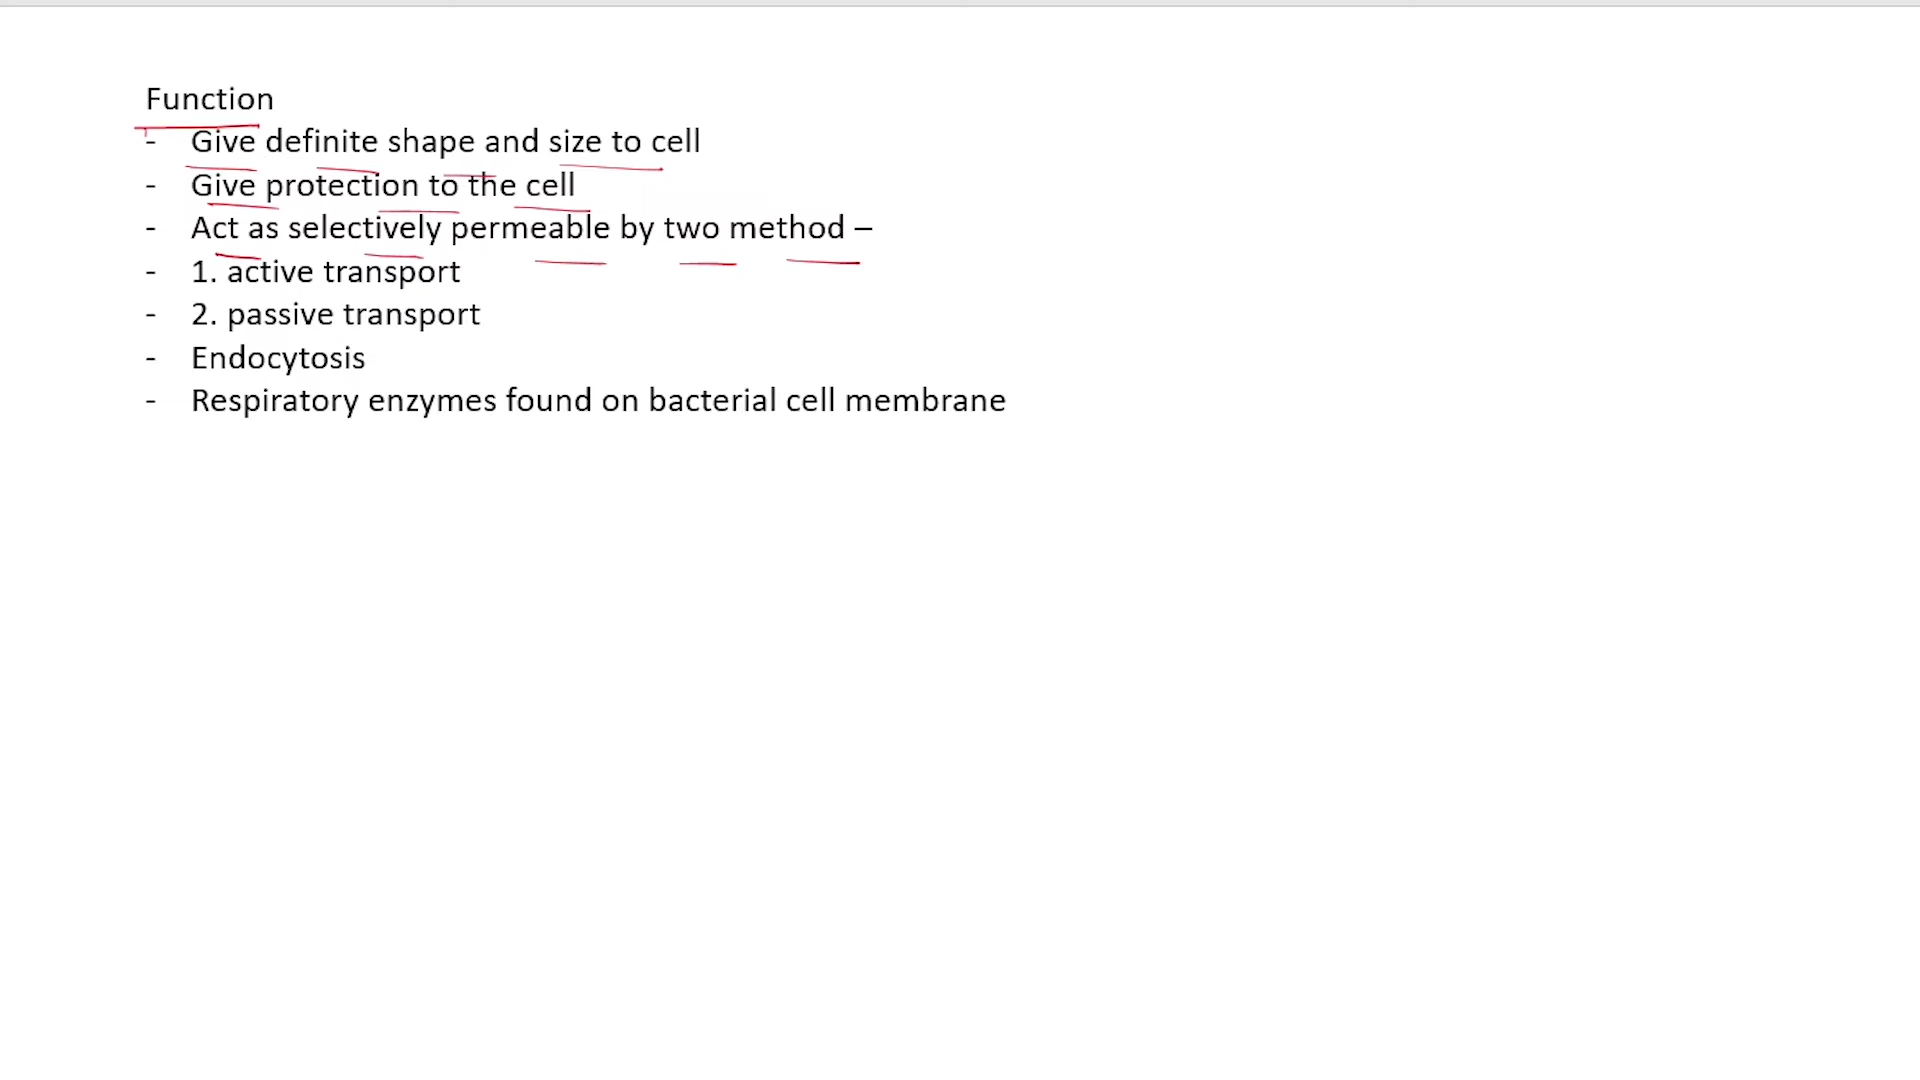 Function
- Give definite shape and size to cell
- Give protection to the cell
- Act as selectively permeable by two method –
- 1. active transport
- 2. passive transport
- Endocytosis
- Respiratory enzymes found on bacterial cell membrane